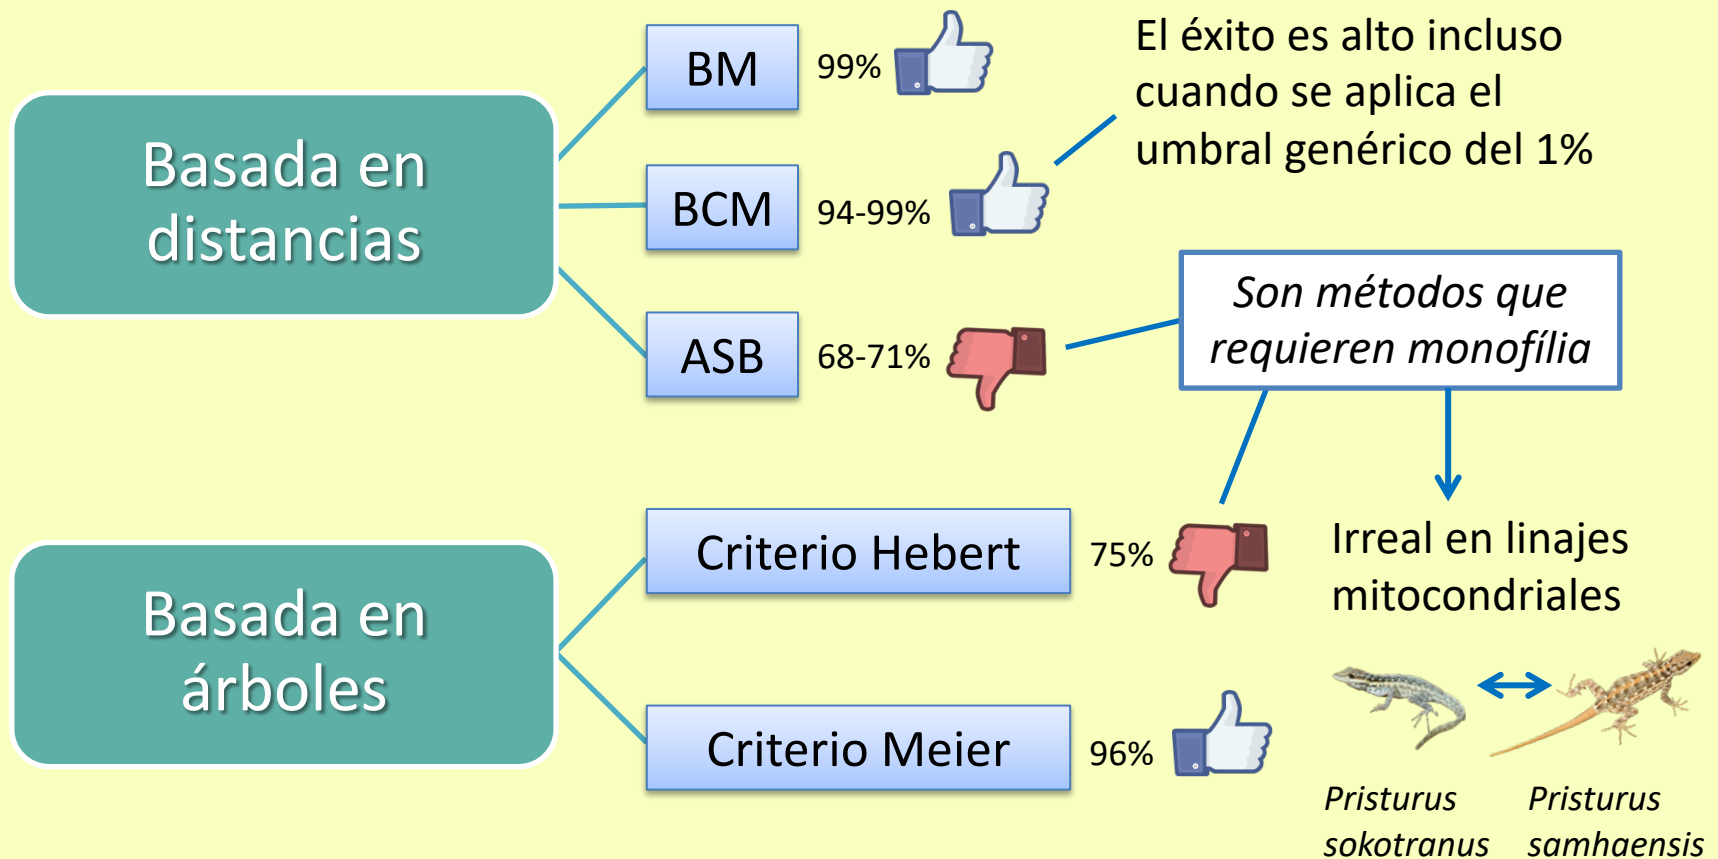 Basada en
distancias
BM
99%
El éxito es alto incluso
cuando se aplica el
umbral genérico del 1%
BCM
94-99%
ASB
68-71%
Son métodos que
requieren monofília
Basada en
árboles
Criterio Hebert
75%
Irreal en linajes
mitocondriales
Criterio Meier
96%
Pristurus
sokotranus
Pristurus
samhaensis